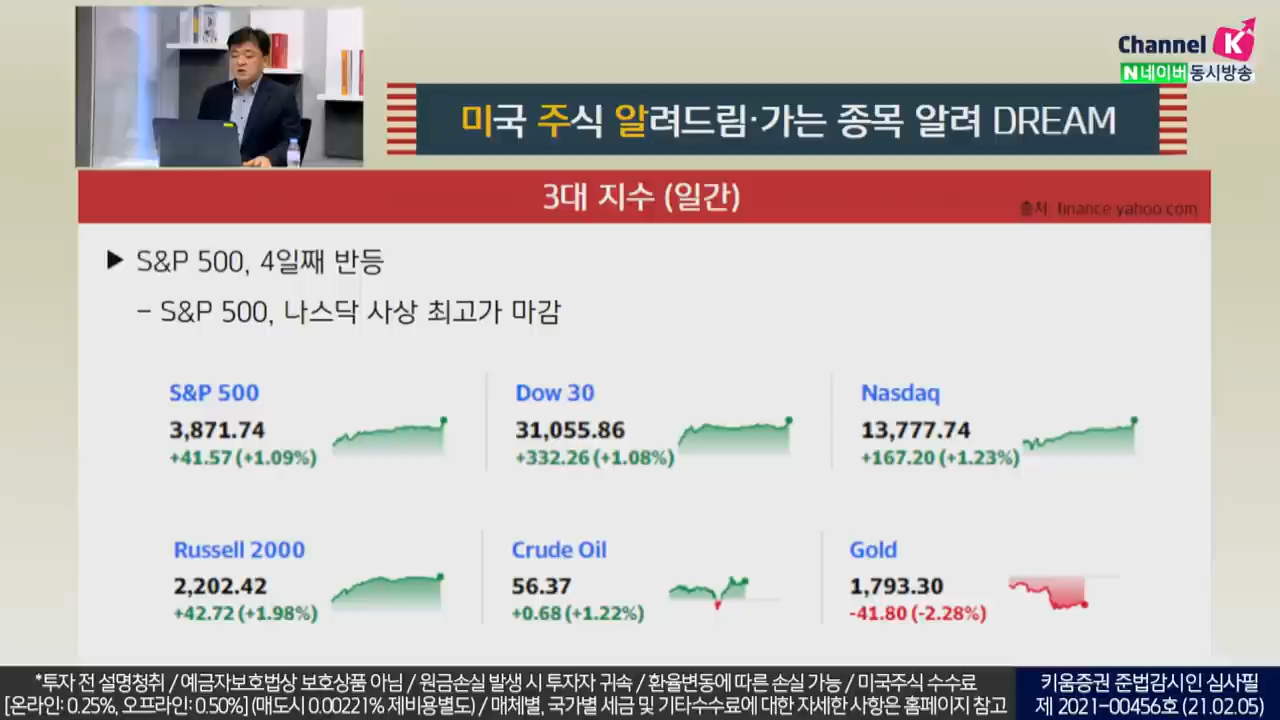 Channel K
N 네이버 동시방송
미국 주식 알려드림·가는 종목 알려 DREAM
3대 지수 (일간)
출처: finance.yahoo.com
▶ S&P 500, 4일째 반등
– S&P 500, 나스닥 사상 최고가 마감
S&P 500
3,871.74
+41.57 (+1.09%)
Dow 30
31,055.86
+332.26 (+1.08%)
Nasdaq
13,777.74
+167.20 (+1.23%)
Russell 2000
2,202.42
+42.72 (+1.98%)
Crude Oil
56.37
+0.68 (+1.22%)
Gold
1,793.30
-41.80 (-2.28%)
*투자 전 설명청취 / 예금자보호법상 보호상품 아님 / 원금손실 발생 시 투자자 귀속 / 환율변동에 따른 손실 가능 / 미국주식 수수료
[온라인: 0.25%, 오프라인: 0.50%] (매도시 0.00221% 제비용별도) / 매체별, 국가별 세금 및 기타수수료에 대한 자세한 사항은 홈페이지 참고
키움증권 준법감시인 심사필
제 2021-00456호 (21.02.05)